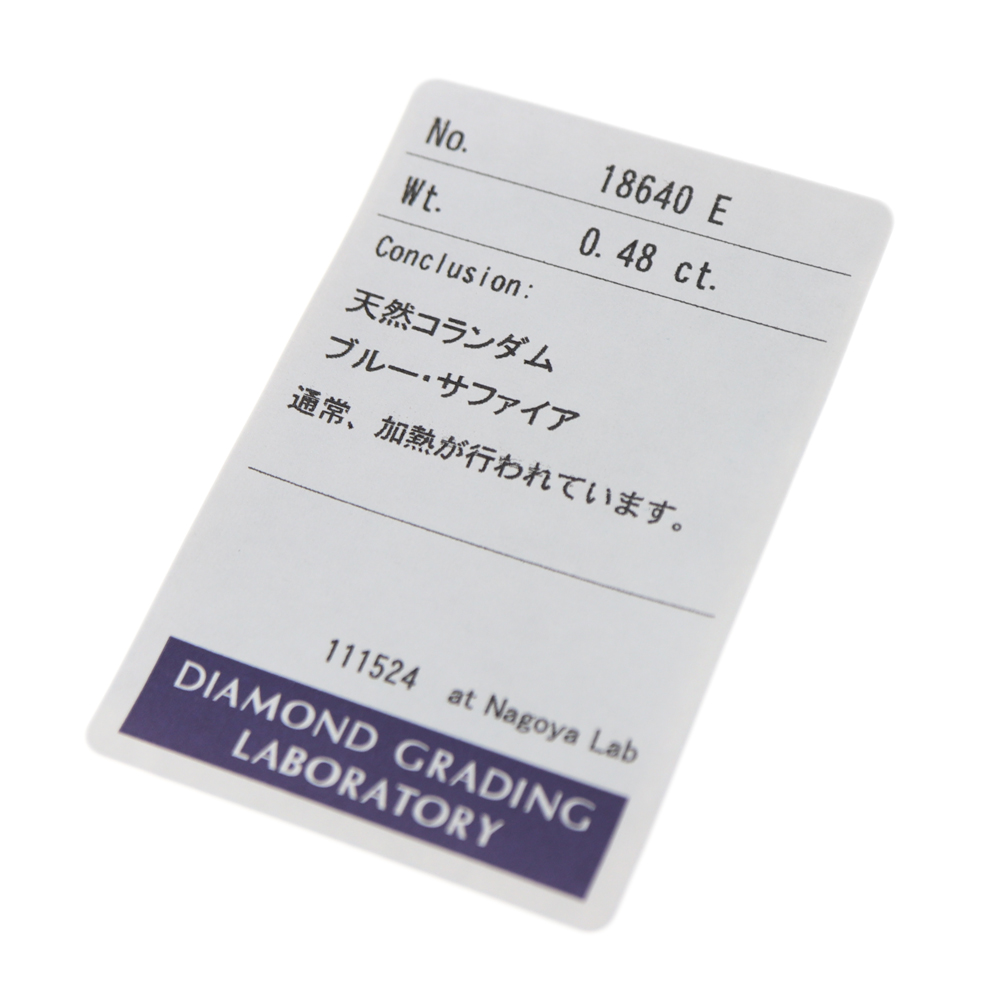 No. 18640 E
Wt. 0.48 ct.
Conclusion:
天然コランダム
ブルー・サファイア
通常、加熱が行われています。
111524 at Nagoya Lab
DIAMOND GRADING
LABORATORY